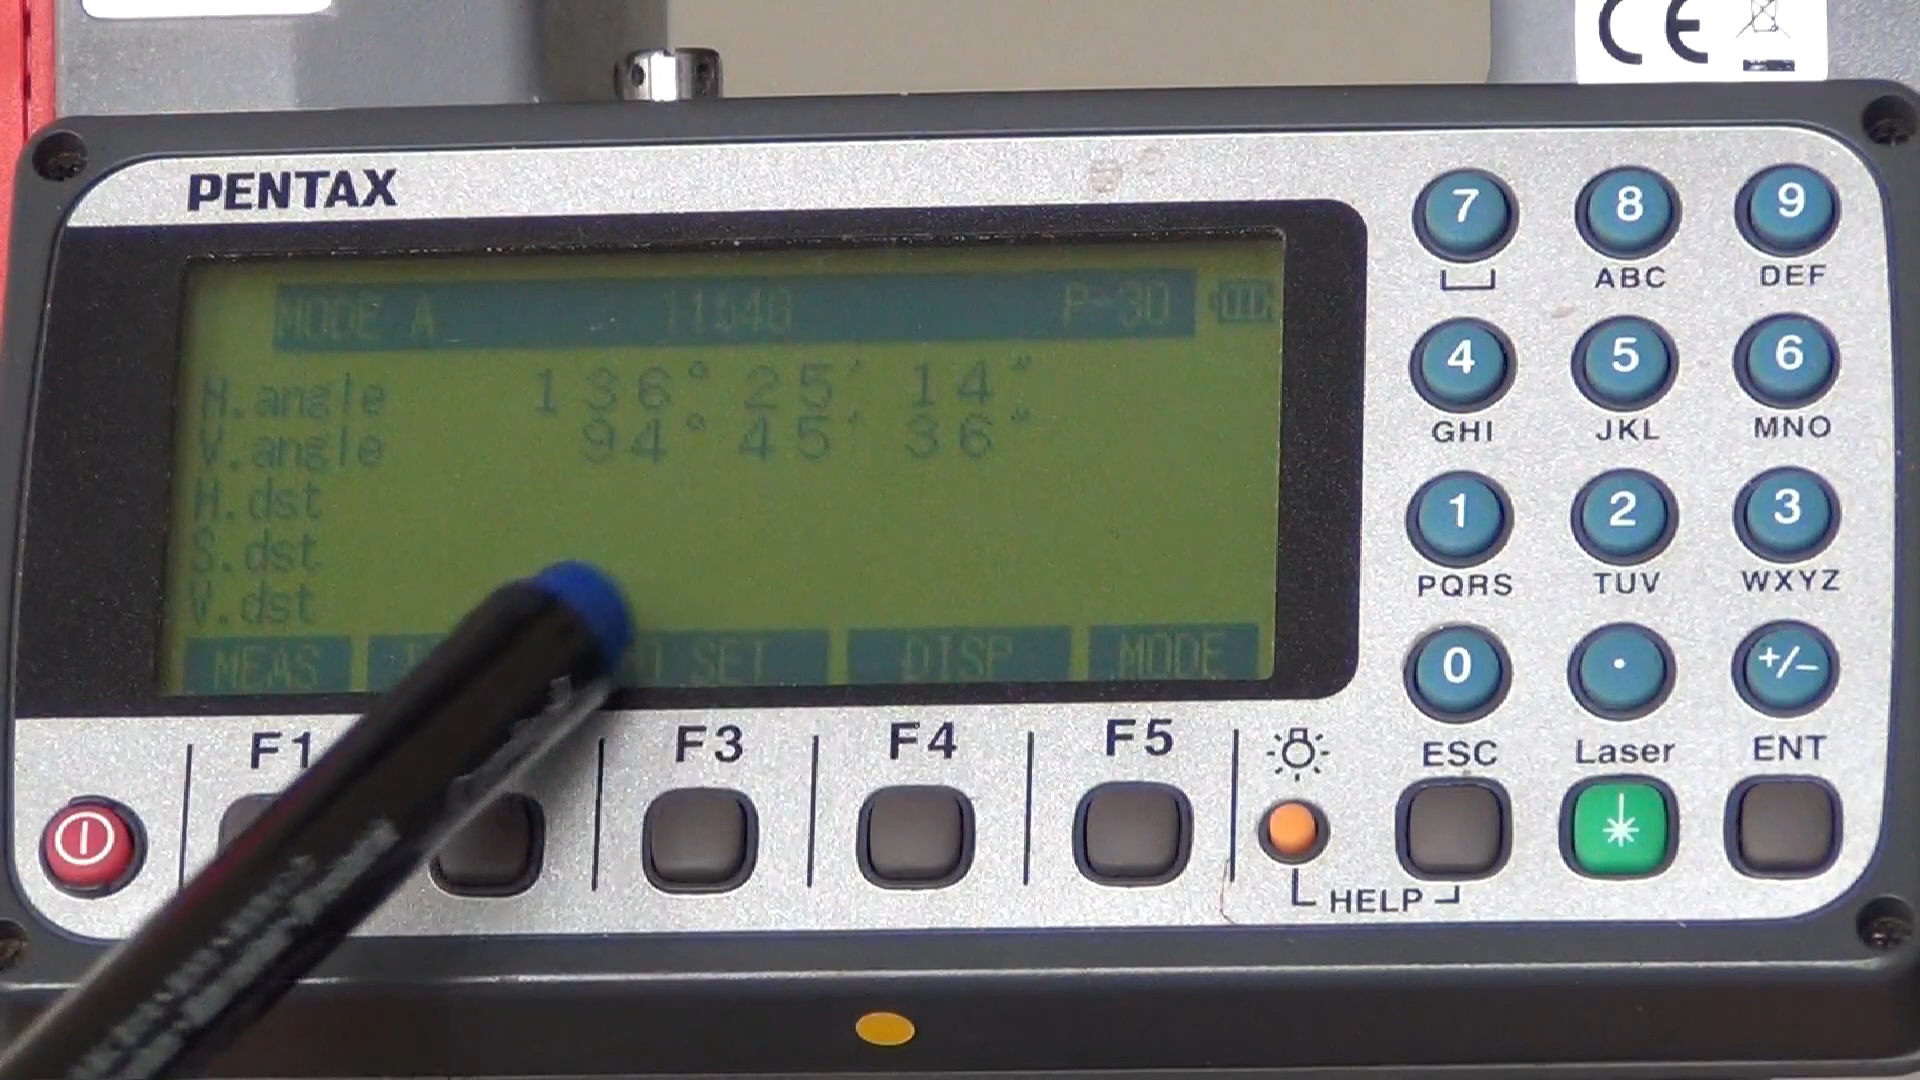 CE
PENTAX
MODE A 11540 P-30
H.angle 136° 25' 14"
V.angle 94° 45' 36"
H.dst
S.dst
V.dst
MEAS SET DISP MODE
F1 F3 F4 F5
7 8 9
ABC DEF
4 5 6
GHI JKL MNO
1 2 3
PQRS TUV WXYZ
0 . +/−
ESC Laser ENT
HELP